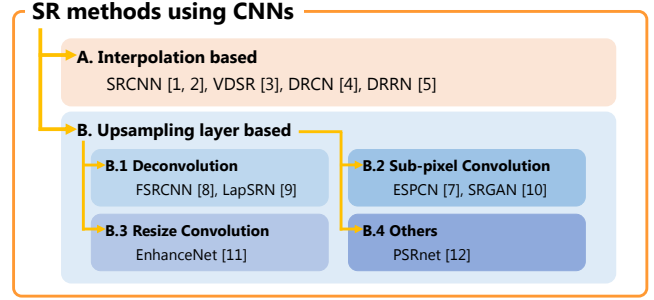 SR methods using CNNs
A. Interpolation based
SRCNN [1, 2], VDSR [3], DRCN [4], DRRN [5]
B. Upsampling layer based
B.1 Deconvolution
FSRCNN [8], LapSRN [9]
B.2 Sub-pixel Convolution
ESPCN [7], SRGAN [10]
B.3 Resize Convolution
EnhanceNet [11]
B.4 Others
PSRnet [12]